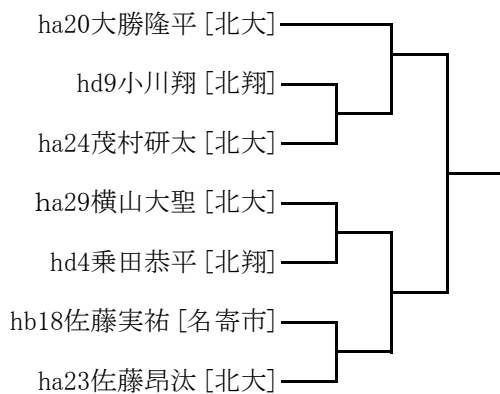 ha20大勝隆平 [北大]
hd9小川翔 [北翔]
ha24茂村研太 [北大]
ha29横山大聖 [北大]
hd4乗田恭平 [北翔]
hb18佐藤実祐 [名寄市]
ha23佐藤昂汰 [北大]